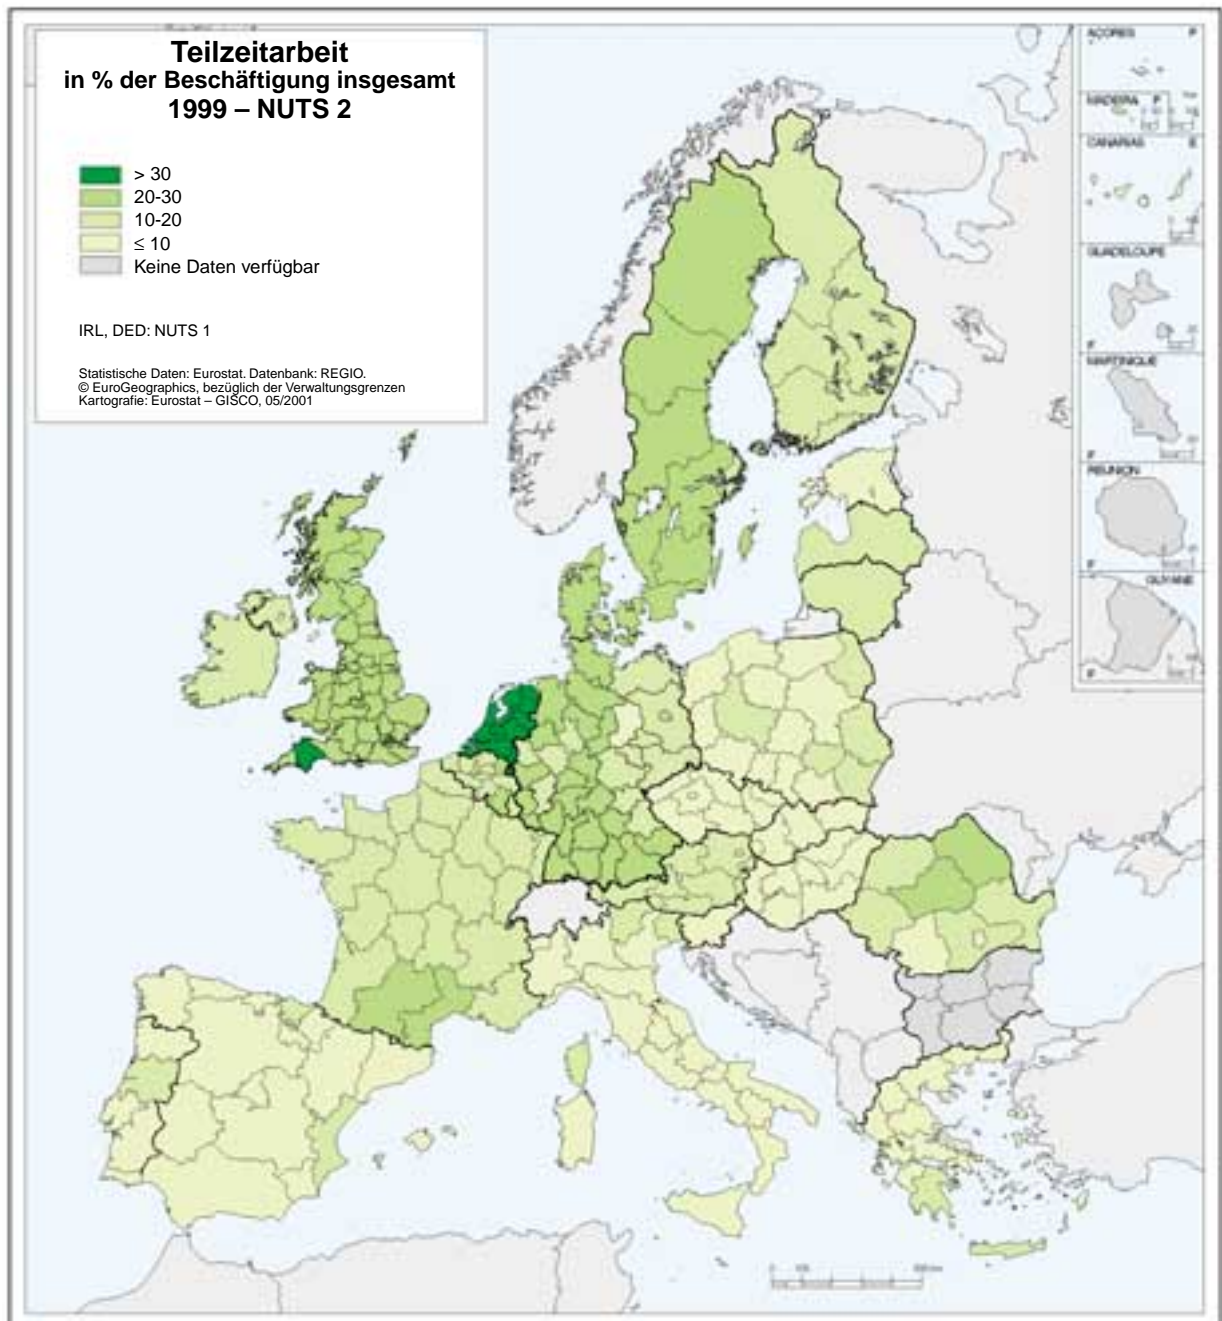 Teilzeitarbeit
in % der Beschäftigung insgesamt
1999 – NUTS 2
> 30
20-30
10-20
≤ 10
Keine Daten verfügbar
IRL, DED: NUTS 1
Statistische Daten: Eurostat. Datenbank: REGIO.
© EuroGeographics, bezüglich der Verwaltungsgrenzen
Kartografie: Eurostat – GISCO, 05/2001
AÇORES P
MADEIRA P
CANARIAS E
GUADELOUPE
F
MARTINIQUE
F
REUNION
F
GUYANE
F